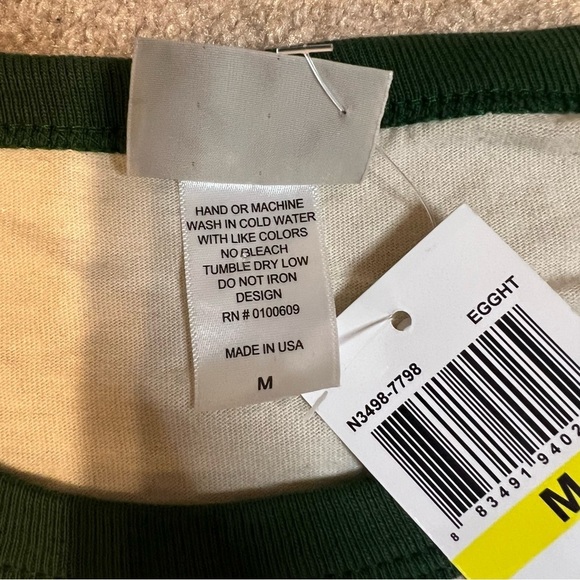 HAND OR MACHINE
WASH IN COLD WATER
WITH LIKE COLORS
NO BLEACH
TUMBLE DRY LOW
DO NOT IRON
DESIGN
RN # 0100609
MADE IN USA
M
EGGHT
N3498-7798
8 83491 9402
M